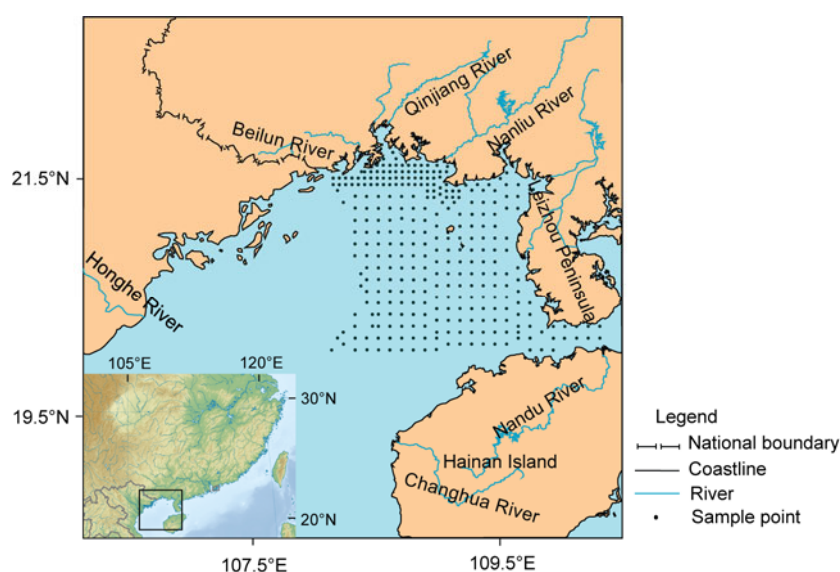 Qinjiang River
Nanliu River
Beilun River
21.5°N
eizhou Peninsula
Honghe River
105°E
120°E
30°N
19.5°N
Nandu River
Hainan Island
Changhua River
20°N
107.5°E
109.5°E
Legend
National boundary
Coastline
River
Sample point